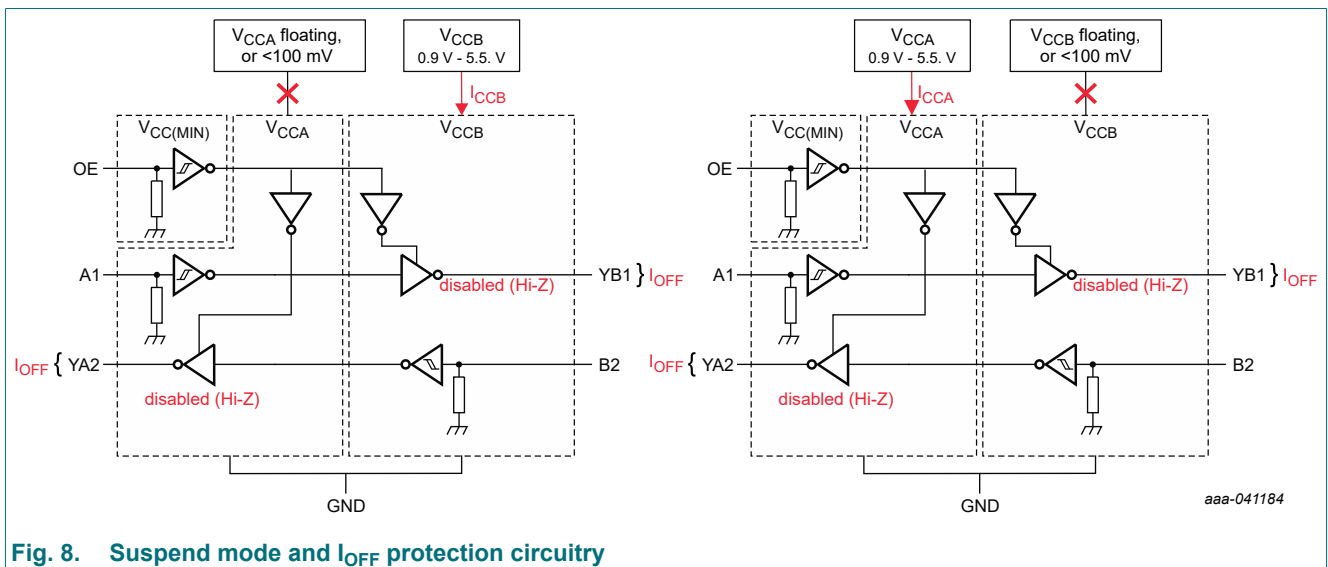 VCCA floating,
or <100 mV
VCCB
0.9 V - 5.5. V
ICCB
VCC(MIN)
VCCA
VCCB
OE
A1
disabled (Hi-Z)
YB1 } IOFF
IOFF { YA2
B2
disabled (Hi-Z)
GND
VCCA
0.9 V - 5.5. V
VCCB floating,
or <100 mV
ICCA
VCC(MIN)
VCCA
VCCB
OE
A1
disabled (Hi-Z)
YB1 } IOFF
IOFF { YA2
B2
disabled (Hi-Z)
GND
aaa-041184
Fig. 8. Suspend mode and IOFF protection circuitry